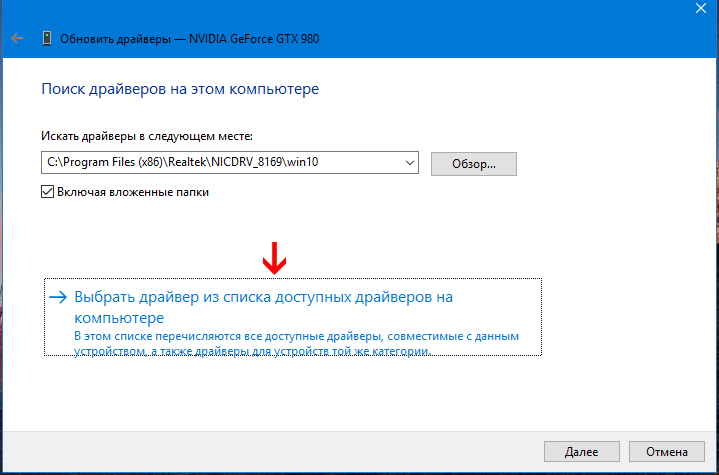 Обновить драйверы — NVIDIA GeForce GTX 980
Поиск драйверов на этом компьютере
Искать драйверы в следующем месте:
C:\Program Files (x86)\Realtek\NICDRV_8169\win10
Обзор...
Включая вложенные папки
Выбрать драйвер из списка доступных драйверов на
компьютере
В этом списке перечисляются все доступные драйверы, совместимые с данным
устройством, а также драйверы для устройств той же категории.
Далее
Отмена